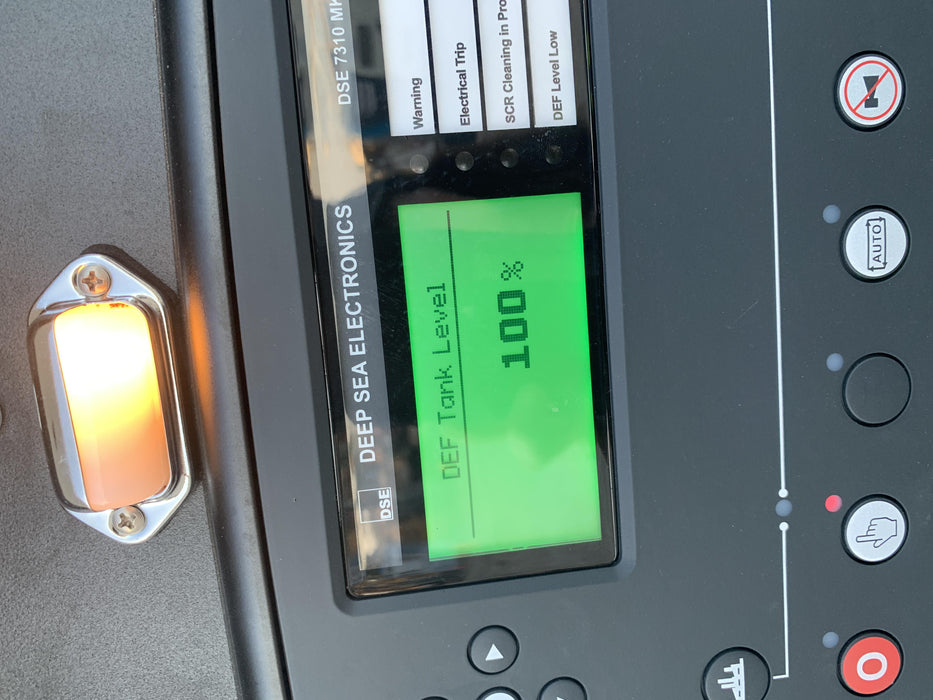 DSE
DEEP SEA ELECTRONICS
DSE 7310 MK
DEF Tank Level
100 %
Warning
Electrical Trip
SCR Cleaning in Pro
DEF Level Low
AUTO
O